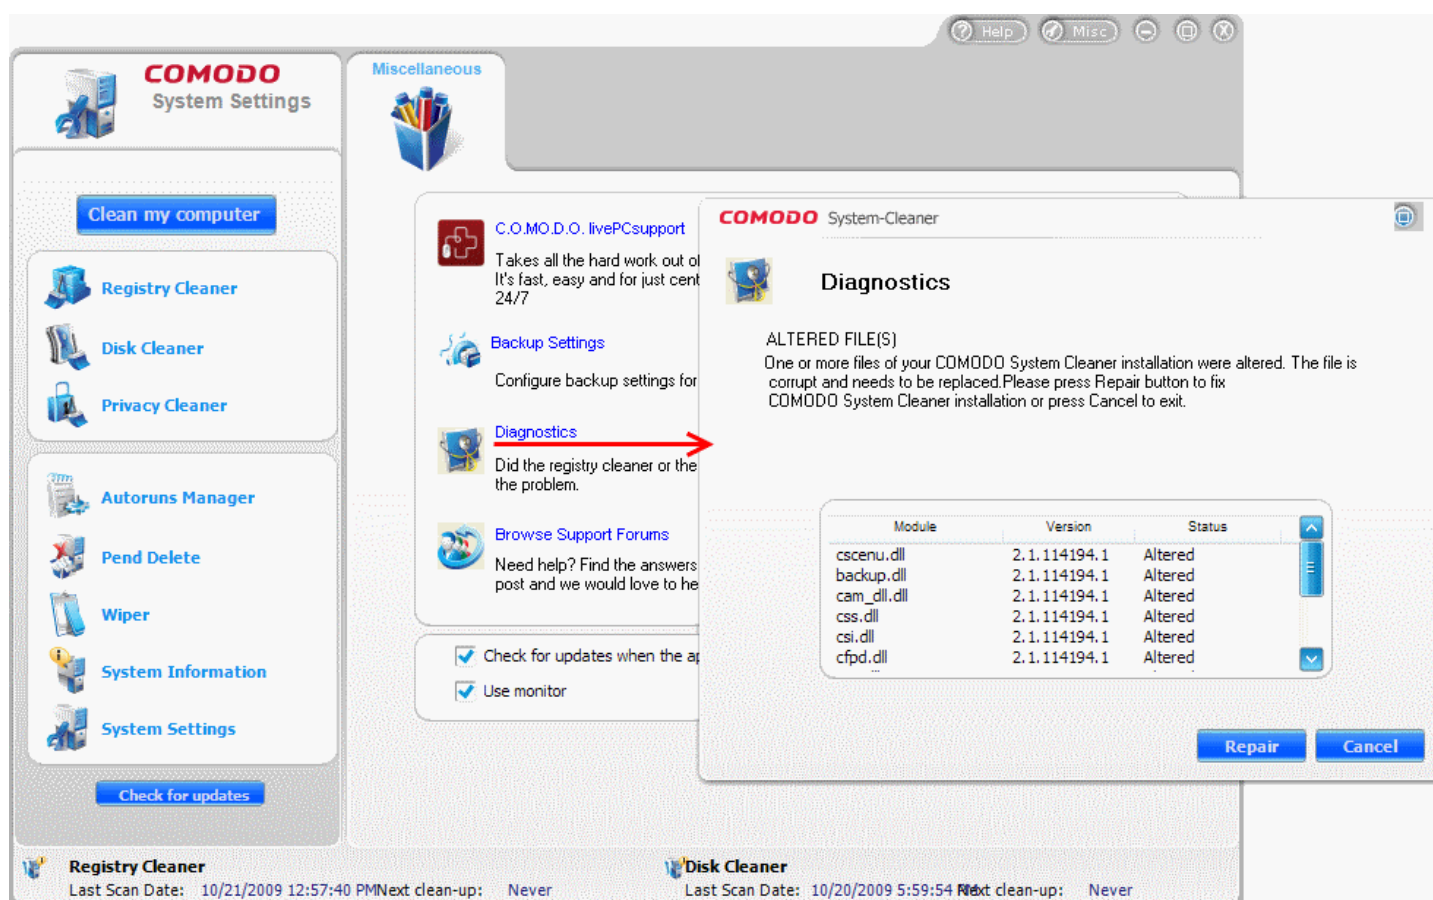 Help
Misc
COMODO
System Settings
Miscellaneous
Clean my computer
Registry Cleaner
Disk Cleaner
Privacy Cleaner
Autoruns Manager
Pend Delete
Wiper
System Information
System Settings
Check for updates
C.O.MO.D.O. livePCsupport
Takes all the hard work out of
It's fast, easy and for just cent
24/7
Backup Settings
Configure backup settings for
Diagnostics
Did the registry cleaner or the
the problem.
Browse Support Forums
Need help? Find the answers
post and we would love to he
Check for updates when the ap
Use monitor
COMODO System-Cleaner
Diagnostics
ALTERED FILE(S)
One or more files of your COMODO System Cleaner installation were altered. The file is
corrupt and needs to be replaced.Please press Repair button to fix
COMODO System Cleaner installation or press Cancel to exit.
Module Version Status
cscenu.dll 2.1.114194.1 Altered
backup.dll 2.1.114194.1 Altered
cam_dll.dll 2.1.114194.1 Altered
css.dll 2.1.114194.1 Altered
csi.dll 2.1.114194.1 Altered
cfpd.dll 2.1.114194.1 Altered
Repair Cancel
Registry Cleaner
Last Scan Date: 10/21/2009 12:57:40 PM Next clean-up: Never
Disk Cleaner
Last Scan Date: 10/20/2009 5:59:54 Next clean-up: Never